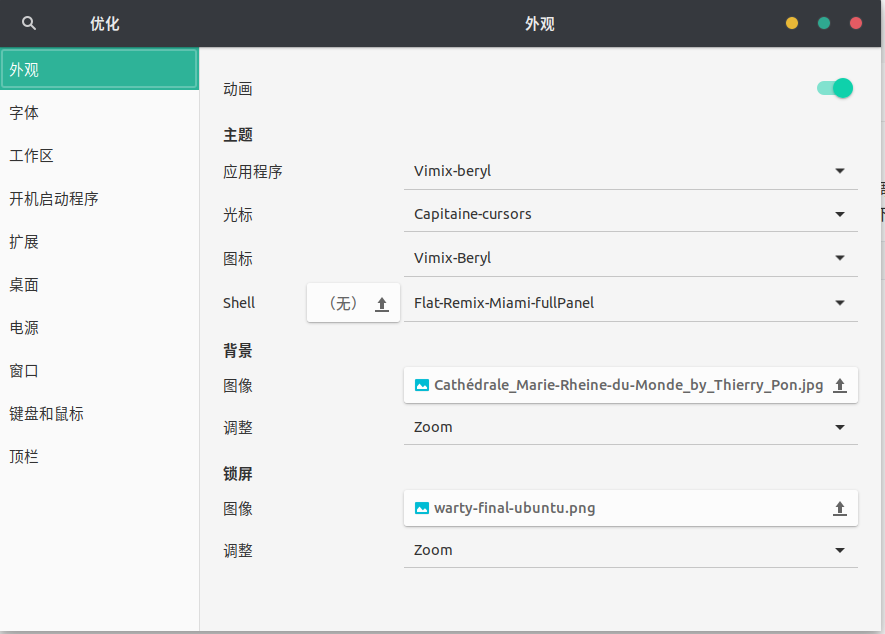 优化
外观
外观
字体
工作区
开机启动程序
扩展
桌面
电源
窗口
键盘和鼠标
顶栏
动画
主题
应用程序 Vimix-beryl
光标 Capitaine-cursors
图标 Vimix-Beryl
Shell （无） Flat-Remix-Miami-fullPanel
背景
图像 Cathédrale_Marie-Rheine-du-Monde_by_Thierry_Pon.jpg
调整 Zoom
锁屏
图像 warty-final-ubuntu.png
调整 Zoom